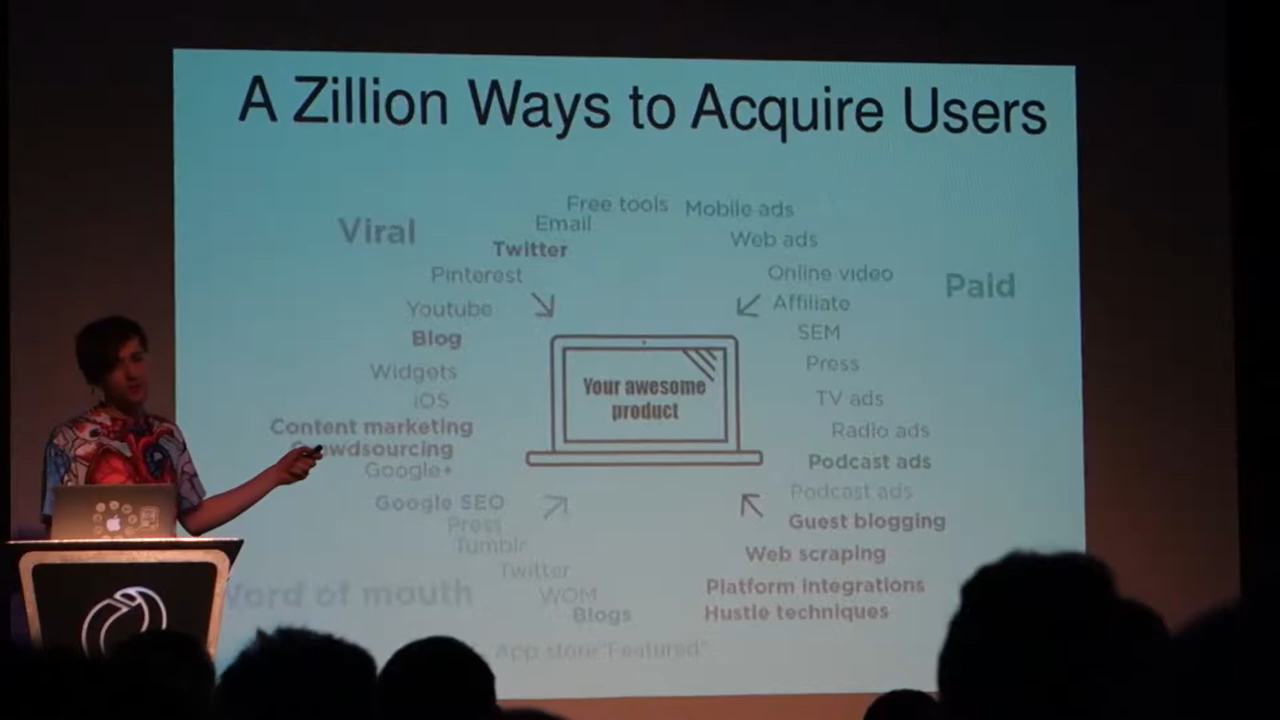 A Zillion Ways to Acquire Users
Viral
Free tools
Email
Twitter
Pinterest
Youtube
Blog
Widgets
iOS
Content marketing
Crowdsourcing
Google+
Google SEO
Press
Tumblr
Twitter
WOM
Blogs
Word of mouth
App store "Featured"
Your awesome
product
Mobile ads
Web ads
Online video
Affiliate
Paid
SEM
Press
TV ads
Radio ads
Podcast ads
Podcast ads
Guest blogging
Web scraping
Platform integrations
Hustle techniques